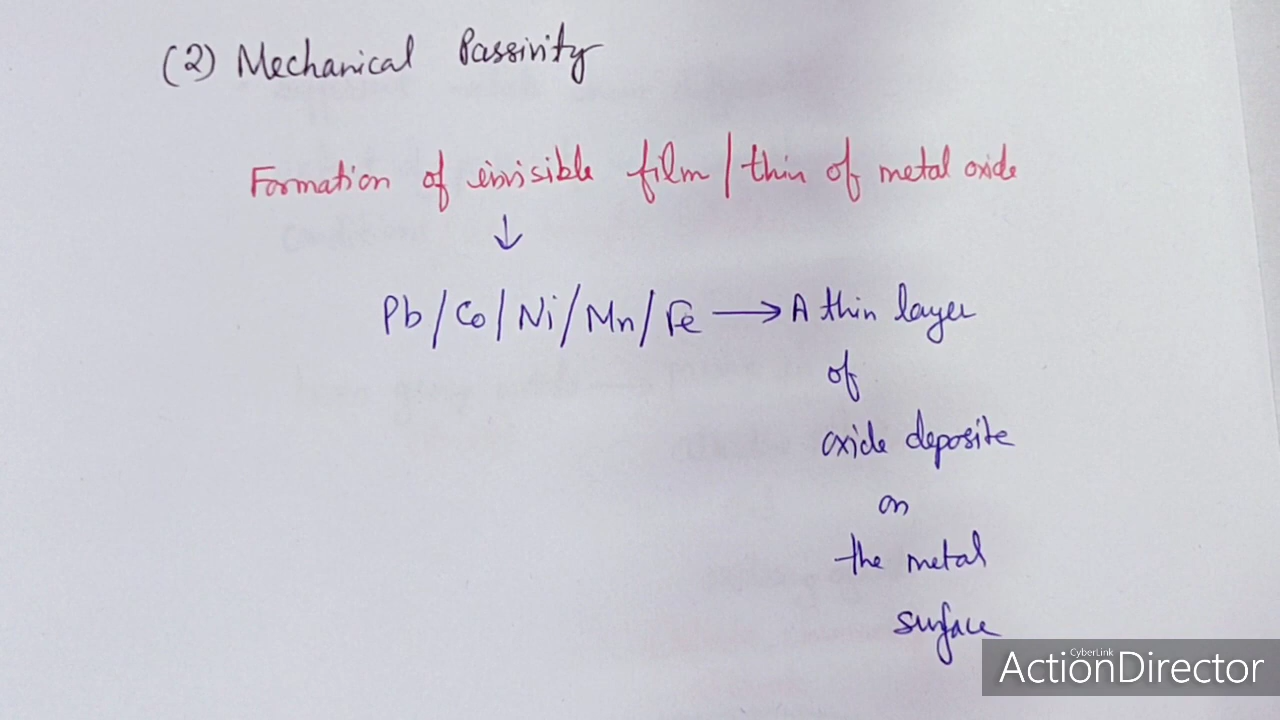 (2) Mechanical Passivity
Formation of invisible film / thin of metal oxide
↓
Pb / Co / Ni / Mn / Fe ⟶ A thin layer
of
oxide deposite
on
the metal
surface
CyberLink
ActionDirector